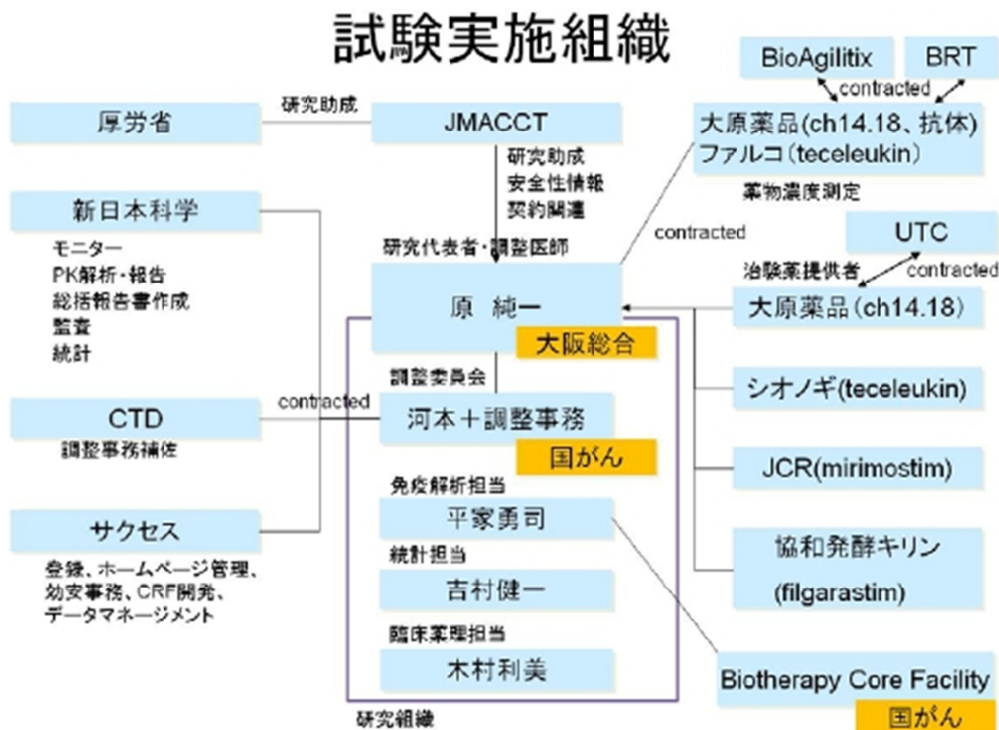 試験実施組織
BioAgilitix
BRT
contracted
厚労省
研究助成
JMACCT
大原薬品(ch14.18、抗体)
ファルコ(teceleukin)
薬物濃度測定
研究助成
安全性情報
契約関連
新日本科学
モニター
PK解析・報告
総括報告書作成
監査
統計
研究代表者・調整医師
contracted
UTC
治験薬提供者
contracted
原 純一
大阪総合
大原薬品(ch14.18)
調整委員会
contracted
河本+調整事務
国がん
シオノギ(teceleukin)
CTD
調整事務補佐
JCR(mirimostim)
免疫解析担当
平家勇司
サクセス
登録、ホームページ管理、
効安事務、CRF開発、
データマネージメント
協和発酵キリン
(filgarastim)
統計担当
吉村健一
臨床薬理担当
木村利美
研究組織
Biotherapy Core Facility
国がん